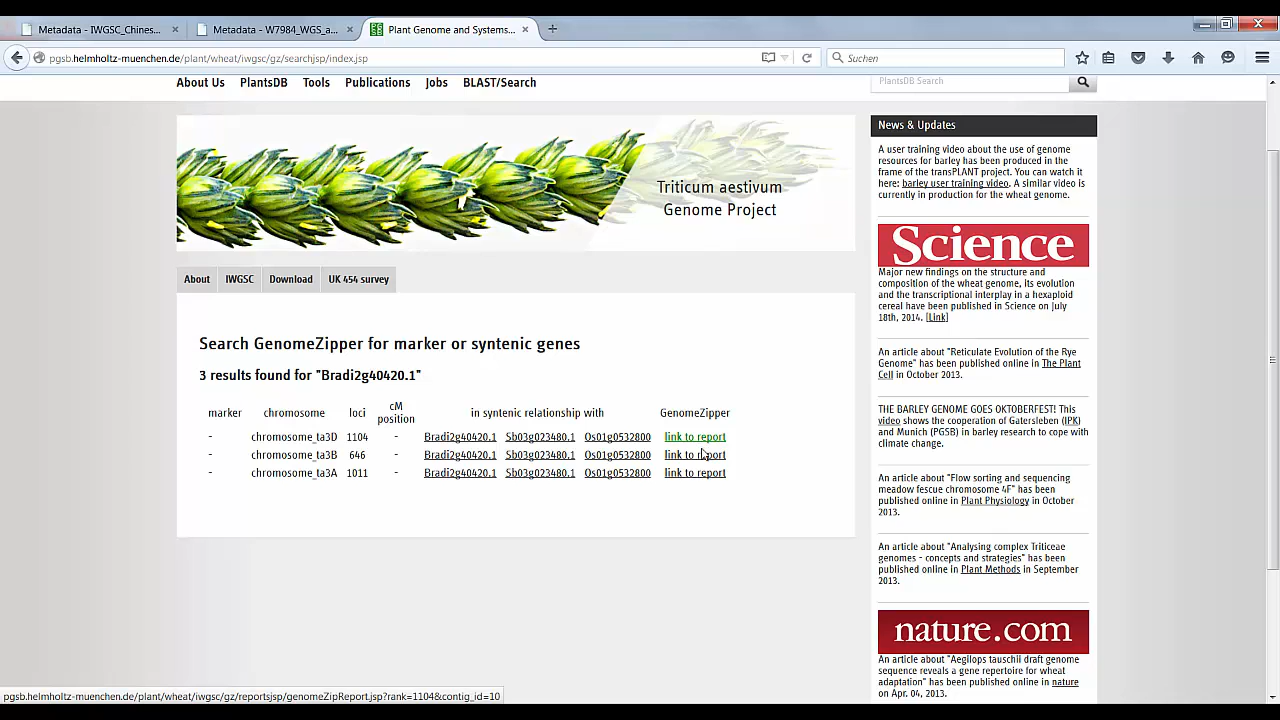 Metadata - IWGSC_Chines... ×
Metadata - W7984_WGS_a... ×
Plant Genome and Systems... ×
pgsb.helmholtz-muenchen.de/plant/wheat/iwgsc/gz/searchjsp/index.jsp
Suchen
About Us PlantsDB Tools Publications Jobs BLAST/Search
PlantsDB Search
Triticum aestivum
Genome Project
About IWGSC Download UK 454 survey
Search GenomeZipper for marker or syntenic genes
3 results found for "Bradi2g40420.1"
marker chromosome loci cM position in syntenic relationship with GenomeZipper
- chromosome_ta3D 1104 - Bradi2g40420.1 Sb03g023480.1 Os01g0532800 link to report
- chromosome_ta3B 646 - Bradi2g40420.1 Sb03g023480.1 Os01g0532800 link to report
- chromosome_ta3A 1011 - Bradi2g40420.1 Sb03g023480.1 Os01g0532800 link to report
News & Updates
A user training video about the use of genome
resources for barley has been produced in the
frame of the transPLANT project. You can watch it
here: barley user training video. A similar video is
currently in production for the wheat genome.
Science
Major new findings on the structure and
composition of the wheat genome, its evolution
and the transcriptional interplay in a hexaploid
cereal have been published in Science on July
18th, 2014. [Link]
An article about "Reticulate Evolution of the Rye
Genome" has been published online in The Plant
Cell in October 2013.
THE BARLEY GENOME GOES OKTOBERFEST! This
video shows the cooperation of Gatersleben (IPK)
and Munich (PGSB) in barley research to cope with
climate change.
An article about "Flow sorting and sequencing
meadow fescue chromosome 4F" has been
published online in Plant Physiology in October
2013.
An article about "Analysing complex Triticeae
genomes - concepts and strategies" has been
published online in Plant Methods in September
2013.
nature.com
An article about "Aegilops tauschii draft genome
sequence reveals a gene repertoire for wheat
adaptation" has been published online in nature
on Apr. 04, 2013.
pgsb.helmholtz-muenchen.de/plant/wheat/iwgsc/gz/reportsjsp/genomeZipReport.jsp?rank=1104&contig_id=10